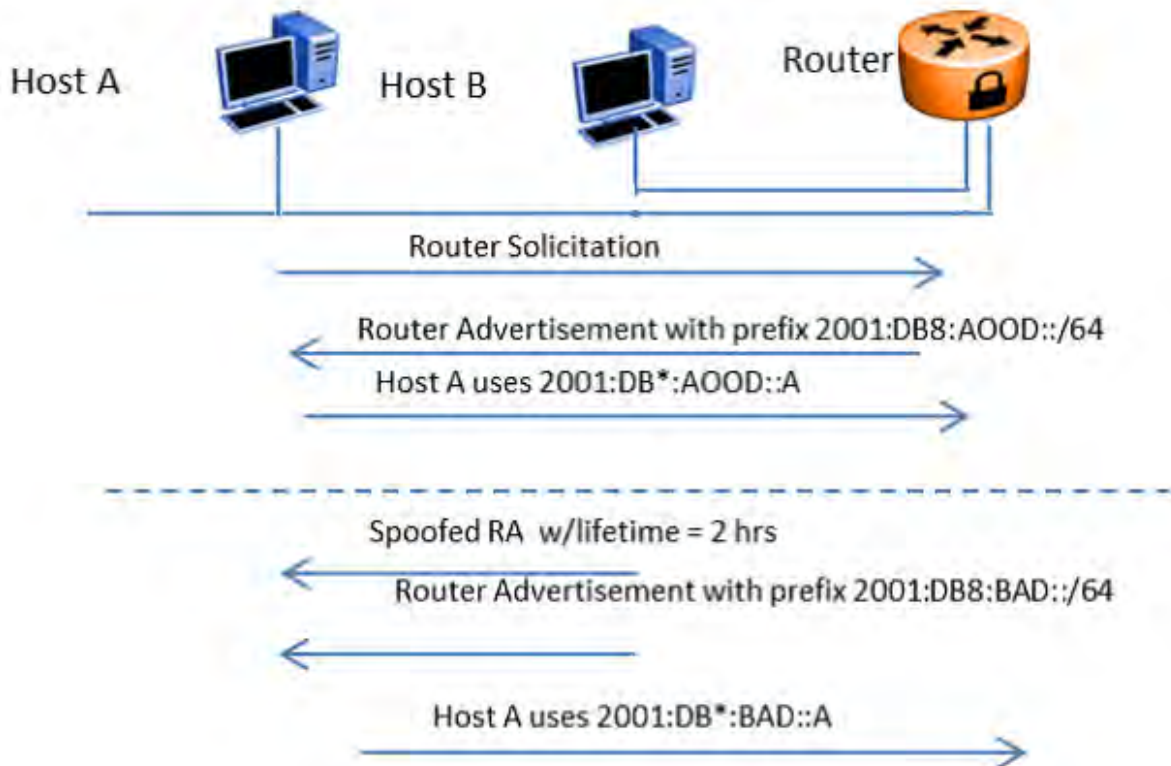 Host A
Host B
Router
Router Solicitation
Router Advertisement with prefix 2001:DB8:AOOD::/64
Host A uses 2001:DB*:AOOD::A
Spoofed RA w/lifetime = 2 hrs
Router Advertisement with prefix 2001:DB8:BAD::/64
Host A uses 2001:DB*:BAD::A